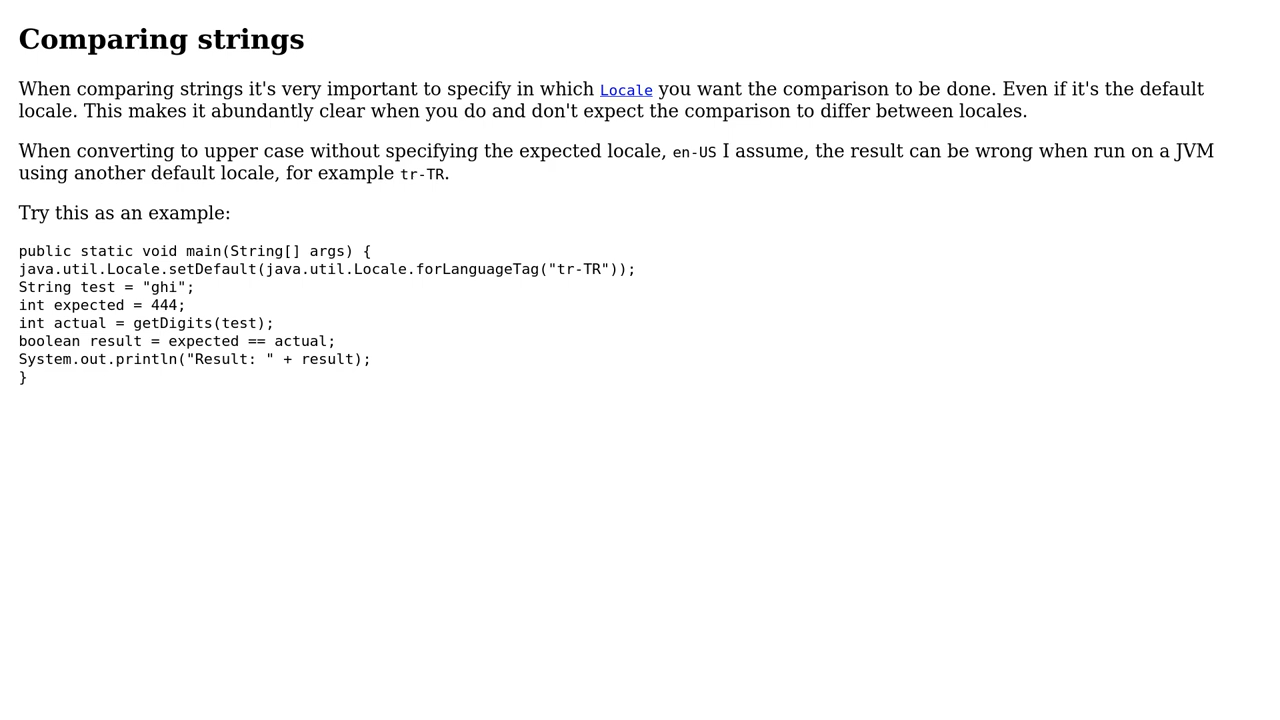 Comparing strings
When comparing strings it's very important to specify in which Locale you want the comparison to be done. Even if it's the default
locale. This makes it abundantly clear when you do and don't expect the comparison to differ between locales.
When converting to upper case without specifying the expected locale, en-US I assume, the result can be wrong when run on a JVM
using another default locale, for example tr-TR.
Try this as an example:
public static void main(String[] args) {
java.util.Locale.setDefault(java.util.Locale.forLanguageTag("tr-TR"));
String test = "ghi";
int expected = 444;
int actual = getDigits(test);
boolean result = expected == actual;
System.out.println("Result: " + result);
}